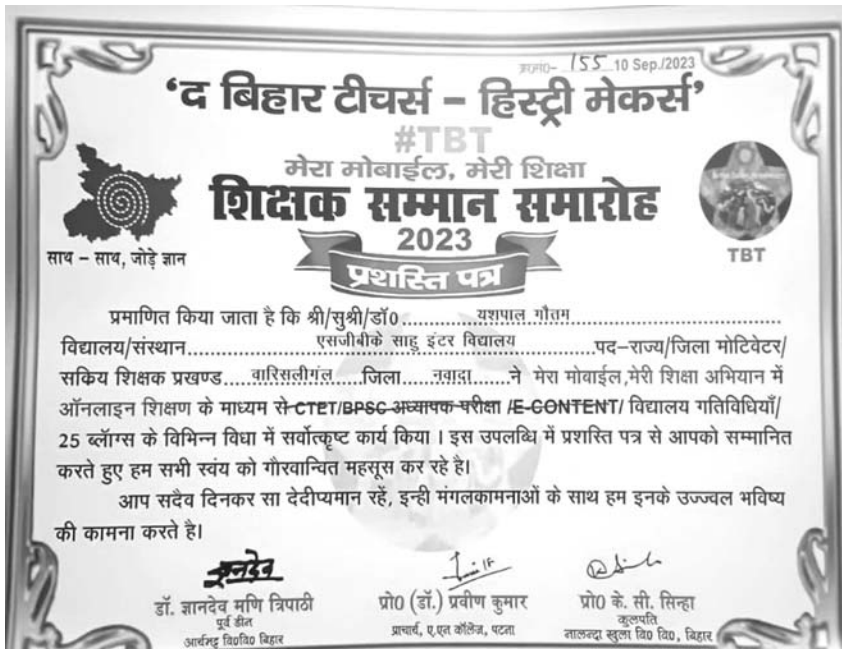 क्र०सं०- 155 10 Sep./2023
'द बिहार टीचर्स – हिस्ट्री मेकर्स'
#TBT
मेरा मोबाईल, मेरी शिक्षा
शिक्षक सम्मान समारोह
2023
साथ – साथ, जोड़े ज्ञान
TBT
प्रशस्ति पत्र
प्रमाणित किया जाता है कि श्री/सुश्री/डॉ0..........यशपाल गौतम..........
विद्यालय/संस्थान..........एसजीबीके साहु इंटर विद्यालय..........पद–राज्य/जिला मोटिवेटर/
सकिय शिक्षक प्रखण्ड....वारिसलीगंल....जिला....नवादा....ने मेरा मोवाईल,मेरी शिक्षा अभियान में
ऑनलाइन शिक्षण के माध्यम से CTET/BPSC अध्यापक परीक्षा /E-CONTENT/ विद्यालय गतिविधियाँ/
25 ब्लॅाग्स के विभिन विधा में सर्वोत्कृष्ट कार्य किया। इस उपलब्धि में प्रशस्ति पत्र से आपको सम्मानित
करते हुए हम सभी स्वंय को गौरवान्वित महसूस कर रहे है।
आप सदैव दिनकर सा देदीप्यमान रहें, इन्ही मंगलकामनाओं के साथ हम इनके उज्ज्वल भविष्य
की कामना करते है।
ज्ञानदेव
डॉ. ज्ञानदेव मणि त्रिपाठी
पूर्व डीन
आर्यभट्ट वि0वि0 बिहार
प्रो0 (डॉ.) प्रवीण कुमार
प्राचार्य, ए.एन कॉलेज, पटना
प्रो0 के. सी. सिन्हा
कुलपति
नालन्दा खुला वि0 वि0, बिहार